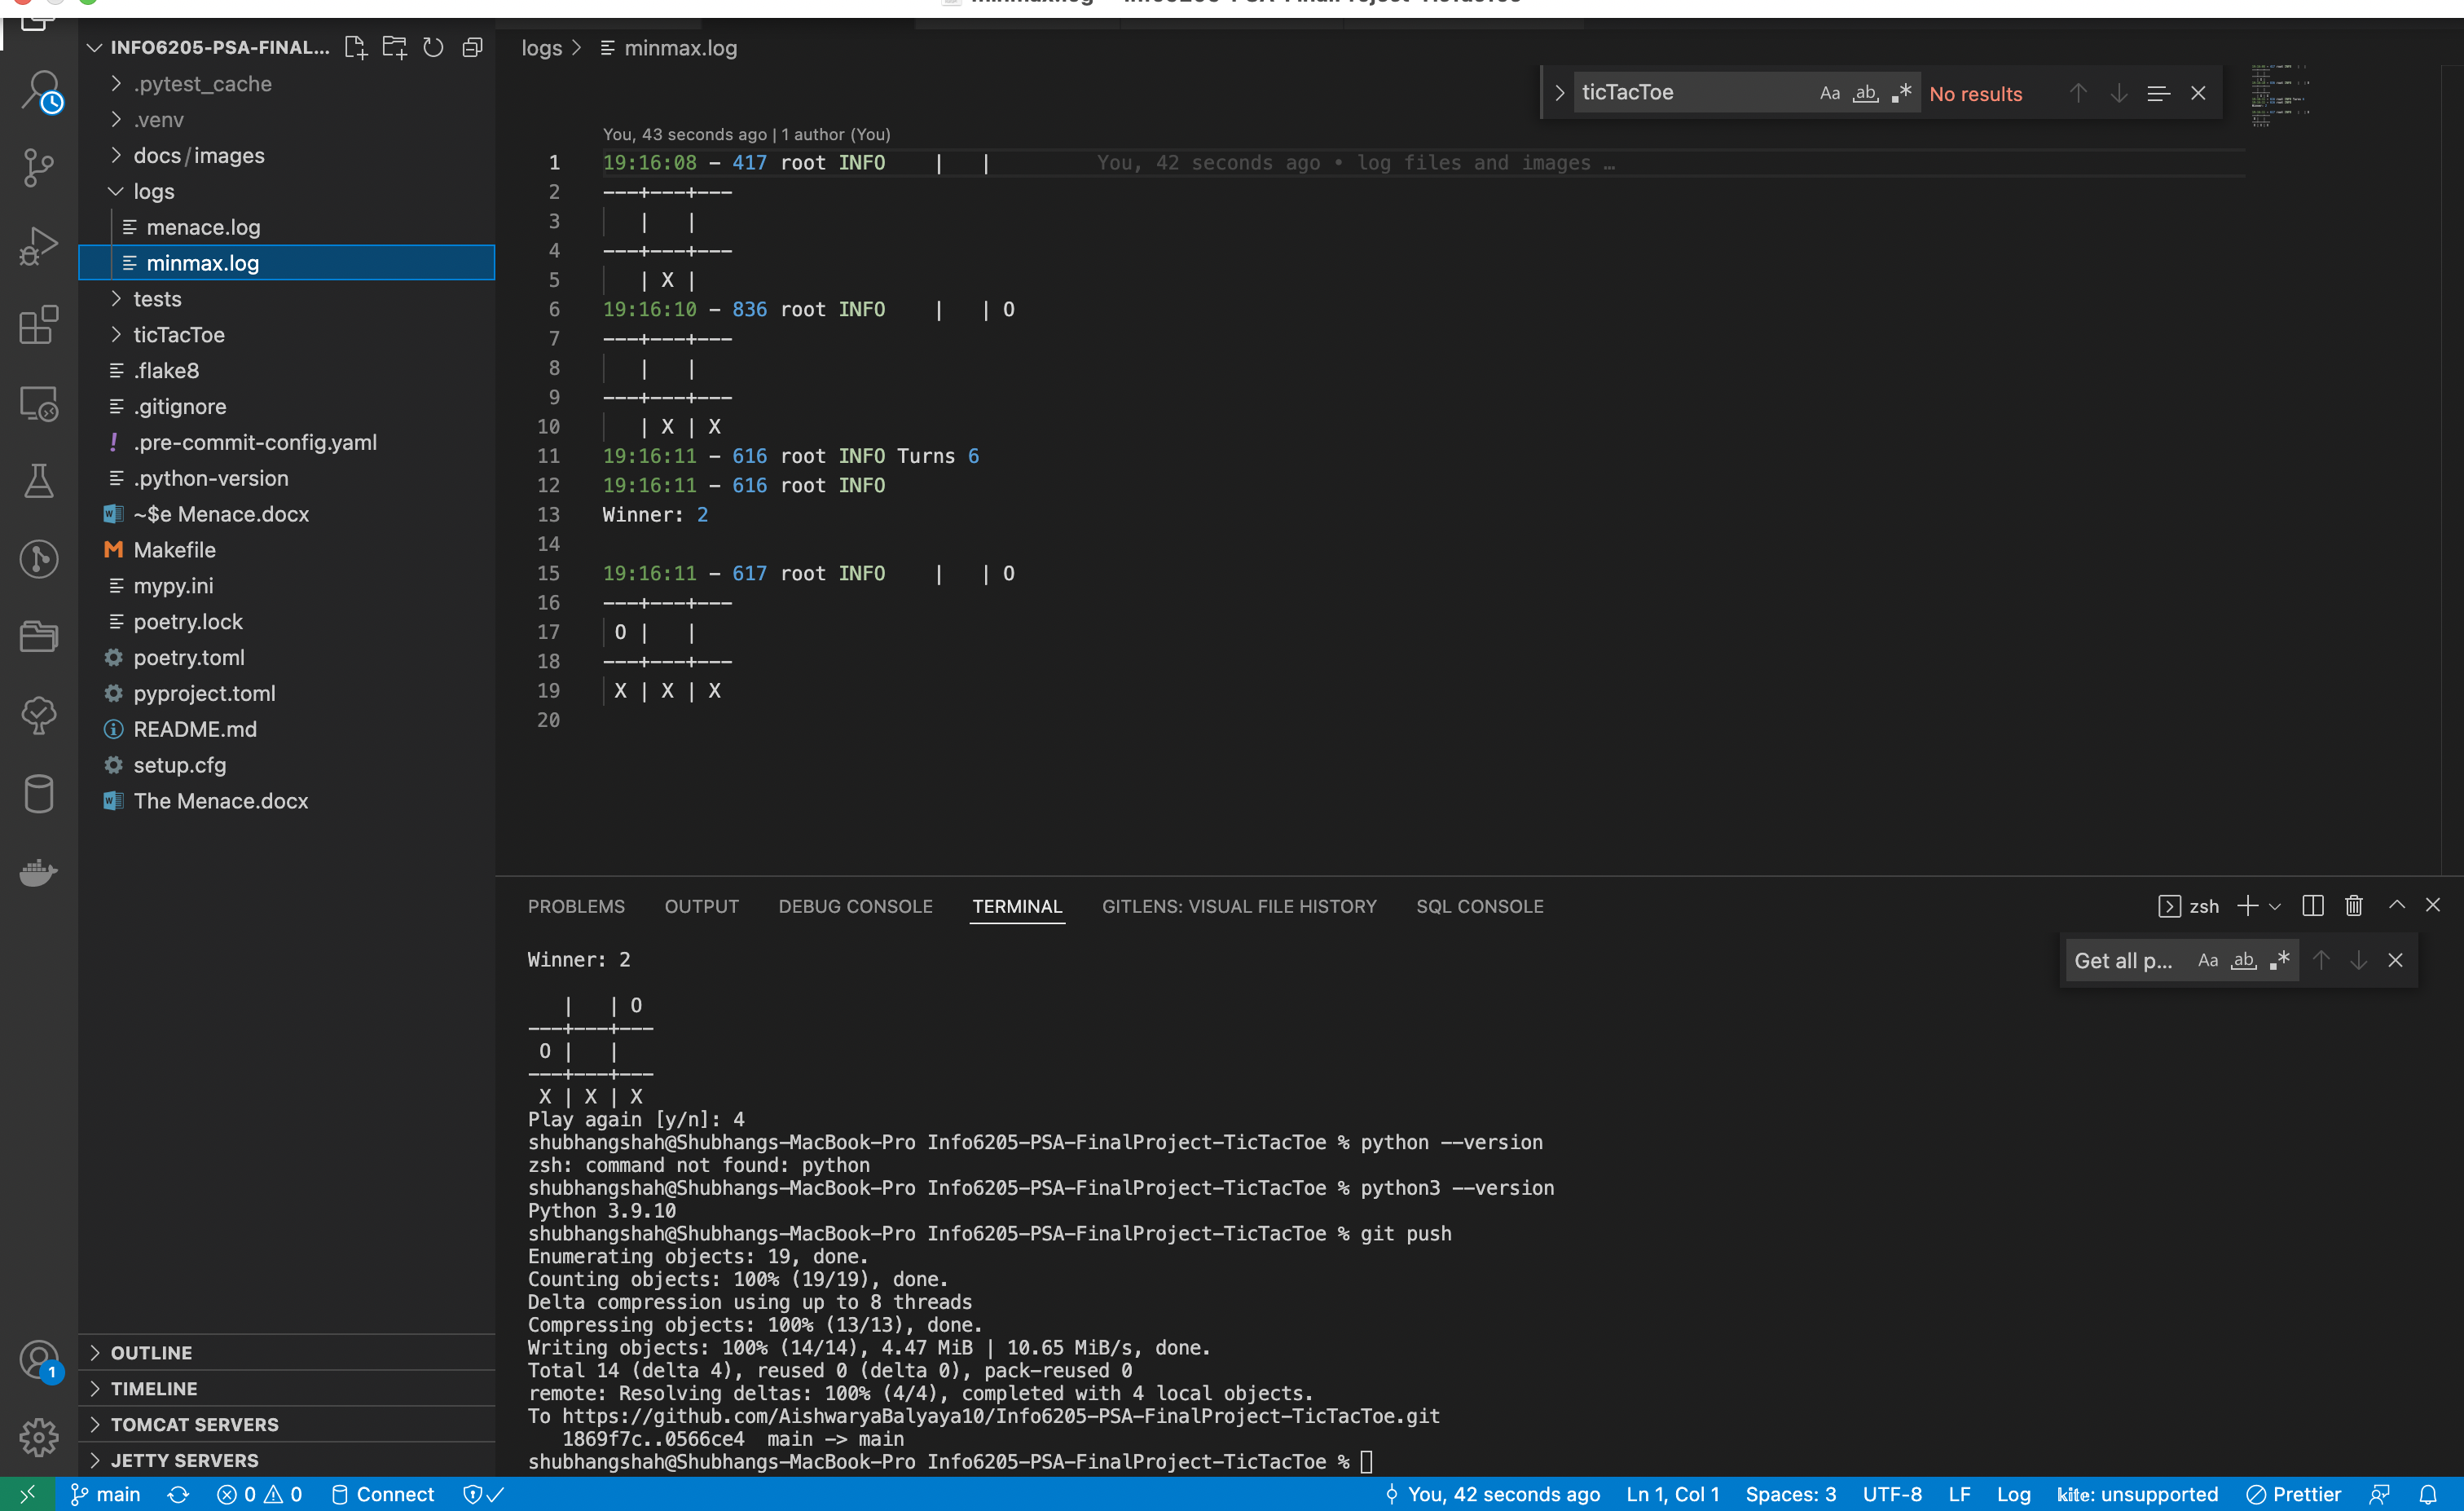 INFO6205-PSA-FINAL...
.pytest_cache
.venv
docs/images
logs
menace.log
minmax.log
tests
ticTacToe
.flake8
.gitignore
.pre-commit-config.yaml
.python-version
~$e Menace.docx
Makefile
mypy.ini
poetry.lock
poetry.toml
pyproject.toml
README.md
setup.cfg
The Menace.docx
OUTLINE
TIMELINE
TOMCAT SERVERS
JETTY SERVERS
1
logs > minmax.log
ticTacToe Aa ab .* No results
You, 43 seconds ago | 1 author (You)
1 19:16:08 - 417 root INFO    |   |    You, 42 seconds ago • log files and images …
2 ---+---+---
3    |   |
4 ---+---+---
5    | X |
6 19:16:10 - 836 root INFO    |   | O
7 ---+---+---
8    |   |
9 ---+---+---
10    | X | X
11 19:16:11 - 616 root INFO Turns 6
12 19:16:11 - 616 root INFO
13 Winner: 2
14
15 19:16:11 - 617 root INFO    |   | O
16 ---+---+---
17 O |   |
18 ---+---+---
19 X | X | X
20
PROBLEMS OUTPUT DEBUG CONSOLE TERMINAL GITLENS: VISUAL FILE HISTORY SQL CONSOLE zsh
Get all p... Aa ab .*
Winner: 2
   |   | O
---+---+---
 O |   |
---+---+---
 X | X | X
Play again [y/n]: 4
shubhangshah@Shubhangs-MacBook-Pro Info6205-PSA-FinalProject-TicTacToe % python --version
zsh: command not found: python
shubhangshah@Shubhangs-MacBook-Pro Info6205-PSA-FinalProject-TicTacToe % python3 --version
Python 3.9.10
shubhangshah@Shubhangs-MacBook-Pro Info6205-PSA-FinalProject-TicTacToe % git push
Enumerating objects: 19, done.
Counting objects: 100% (19/19), done.
Delta compression using up to 8 threads
Compressing objects: 100% (13/13), done.
Writing objects: 100% (14/14), 4.47 MiB | 10.65 MiB/s, done.
Total 14 (delta 4), reused 0 (delta 0), pack-reused 0
remote: Resolving deltas: 100% (4/4), completed with 4 local objects.
To https://github.com/AishwaryaBalyaya10/Info6205-PSA-FinalProject-TicTacToe.git
   1869f7c..0566ce4  main -> main
shubhangshah@Shubhangs-MacBook-Pro Info6205-PSA-FinalProject-TicTacToe %
main 0 0 Connect You, 42 seconds ago Ln 1, Col 1 Spaces: 3 UTF-8 LF Log kite: unsupported Prettier